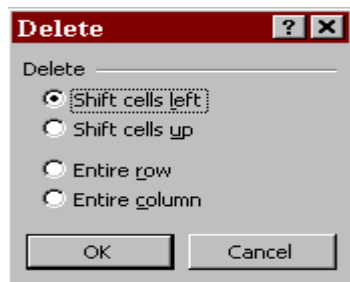 Delete ? X
Delete
Shift cells left
Shift cells up
Entire row
Entire column
OK Cancel